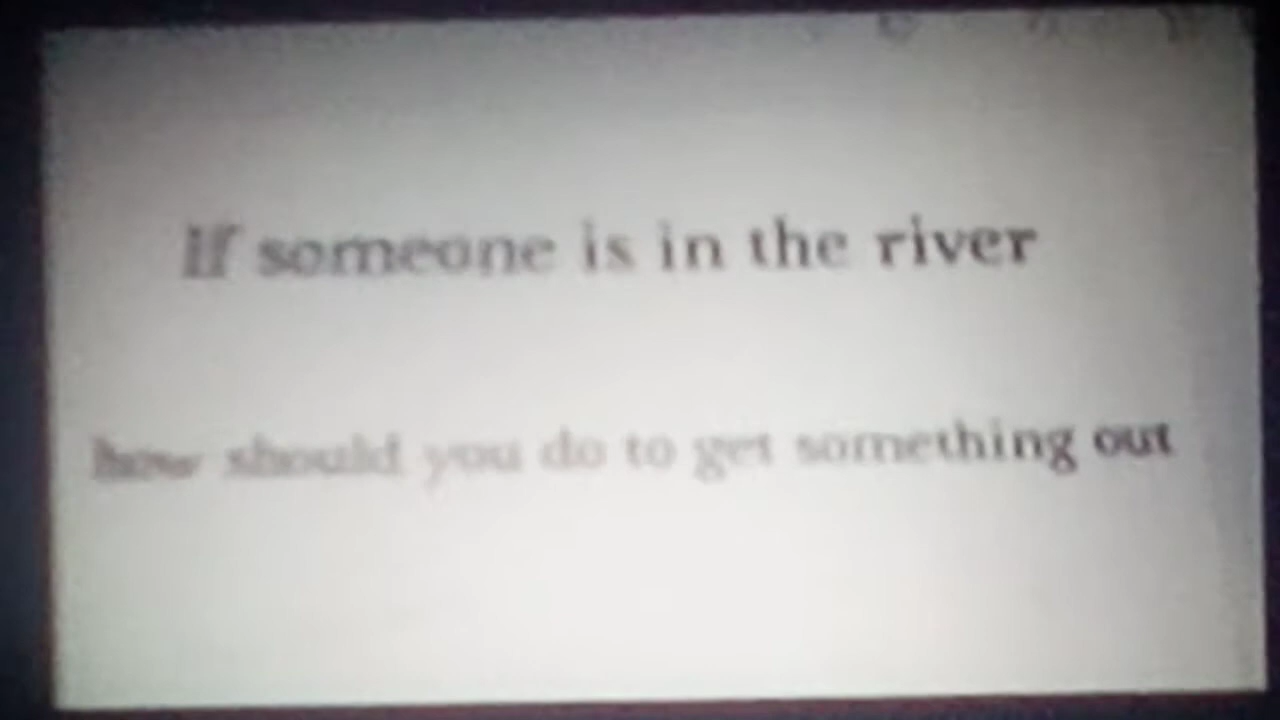 If someone is in the river
how should you do to get something out